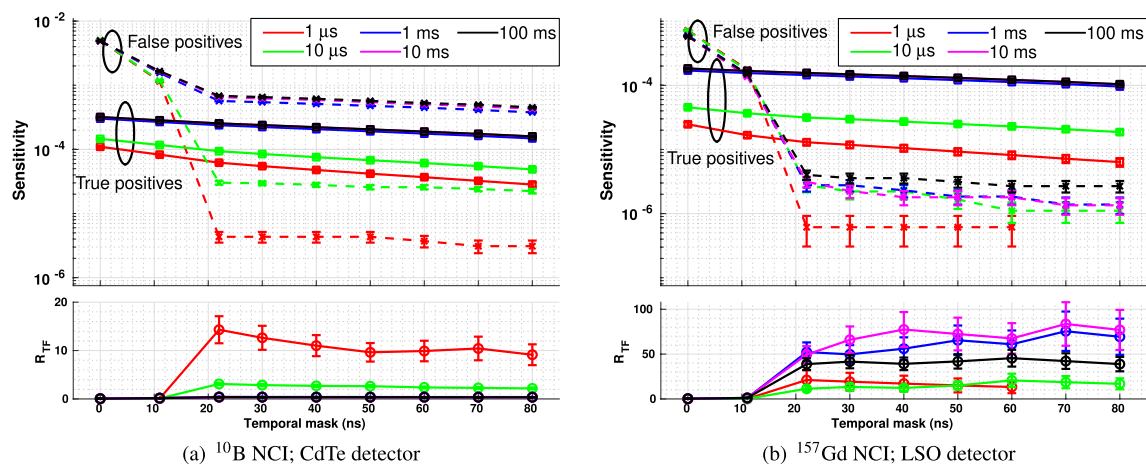 10^-2
10^-4
10^-6
Sensitivity
False positives
True positives
1 µs
1 ms
100 ms
10 µs
10 ms
20
10
0
R_TF
0 10 20 30 40 50 60 70 80
Temporal mask (ns)
(a) ^10B NCI; CdTe detector
10^-4
10^-6
Sensitivity
False positives
True positives
1 µs
1 ms
100 ms
10 µs
10 ms
100
50
0
R_TF
0 10 20 30 40 50 60 70 80
Temporal mask (ns)
(b) ^157Gd NCI; LSO detector